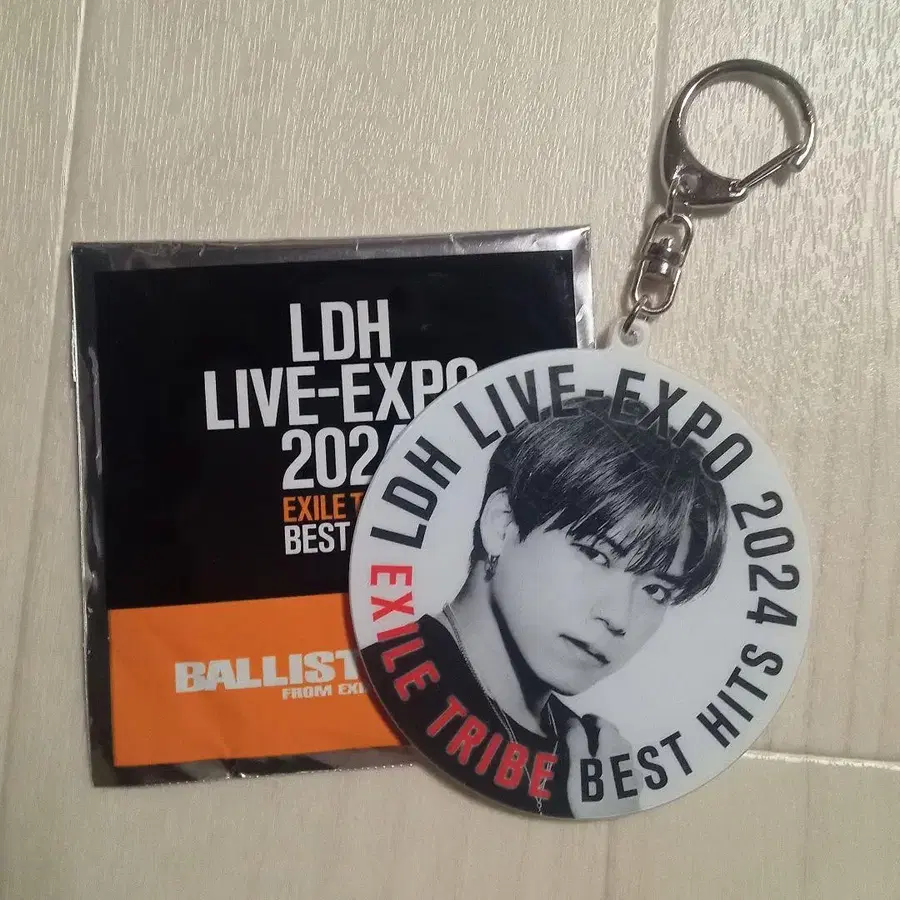 LDH
LIVE-EXPO
2024
EXILE T
BEST
BALLIST
FROM EXI
LDH LIVE-EXPO 2024
EXILE TRIBE BEST HITS